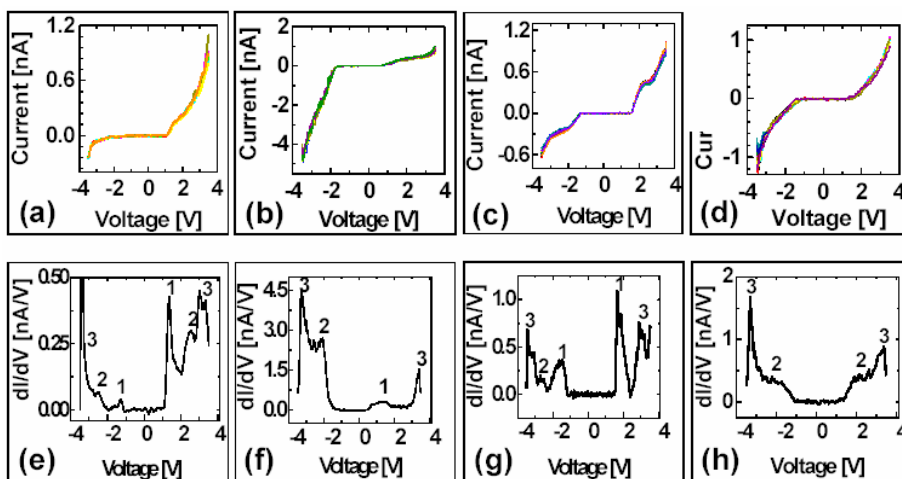 Current [nA]
1.2
0.6
0.0
-4 -2 0 2 4
(a) Voltage [V]
Current [nA]
2
0
-2
-4
-4 -2 0 2 4
(b) Voltage [V]
Current [nA]
1.2
0.6
0.0
-0.6
-4 -2 0 2 4
(c) Voltage [V]
Cur
1
0
-1
-4 -2 0 2 4
(d) Voltage [V]
dI/dV [nA/V]
0.50
0.25
0.00
3 2 1 1 2 3
-4 -2 0 2 4
(e) Voltage [V]
dI/dV [nA/V]
4.5
3.0
1.5
0.0
3 2 1 3
-4 -2 0 2 4
(f) Voltage [V]
dI/dV [nA/V]
1.0
0.5
0.0
3 2 1 1 3
-4 -2 0 2 4
(g) Voltage [V]
dI/dV [nA/V]
2
1
0
3 2 2 3
-4 -2 0 2 4
(h) Voltage [V]